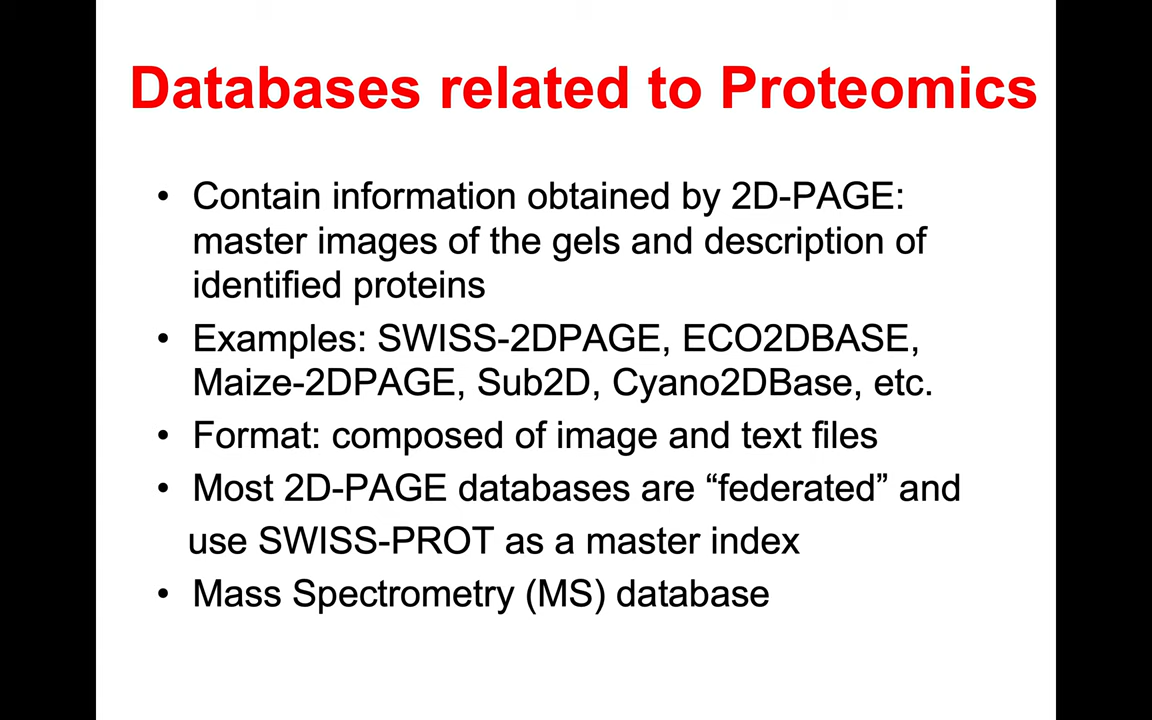 Databases related to Proteomics
• Contain information obtained by 2D-PAGE:
master images of the gels and description of
identified proteins
• Examples: SWISS-2DPAGE, ECO2DBASE,
Maize-2DPAGE, Sub2D, Cyano2DBase, etc.
• Format: composed of image and text files
• Most 2D-PAGE databases are “federated” and
use SWISS-PROT as a master index
• Mass Spectrometry (MS) database